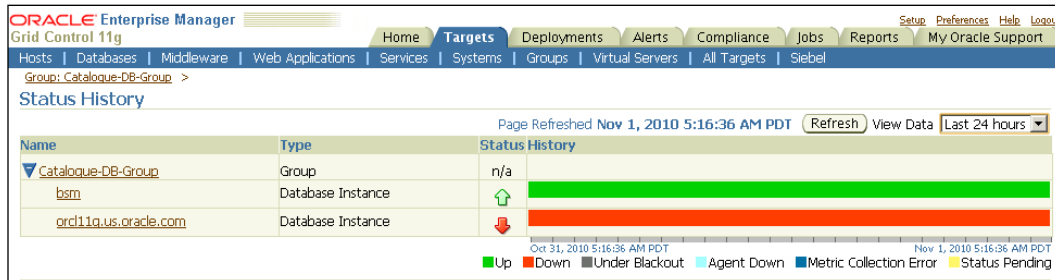 ORACLE Enterprise Manager
Grid Control 11g
Setup Preferences Help Logou
Home Targets Deployments Alerts Compliance Jobs Reports My Oracle Support
Hosts | Databases | Middleware | Web Applications | Services | Systems | Groups | Virtual Servers | All Targets | Siebel
Group: Catalogue-DB-Group >
Status History
Page Refreshed Nov 1, 2010 5:16:36 AM PDT Refresh View Data Last 24 hours
Name Type Status History
Catalogue-DB-Group Group n/a
bsm Database Instance
orcl11g.us.oracle.com Database Instance
Oct 31, 2010 5:16:36 AM PDT Nov 1, 2010 5:16:36 AM PDT
Up Down Under Blackout Agent Down Metric Collection Error Status Pending